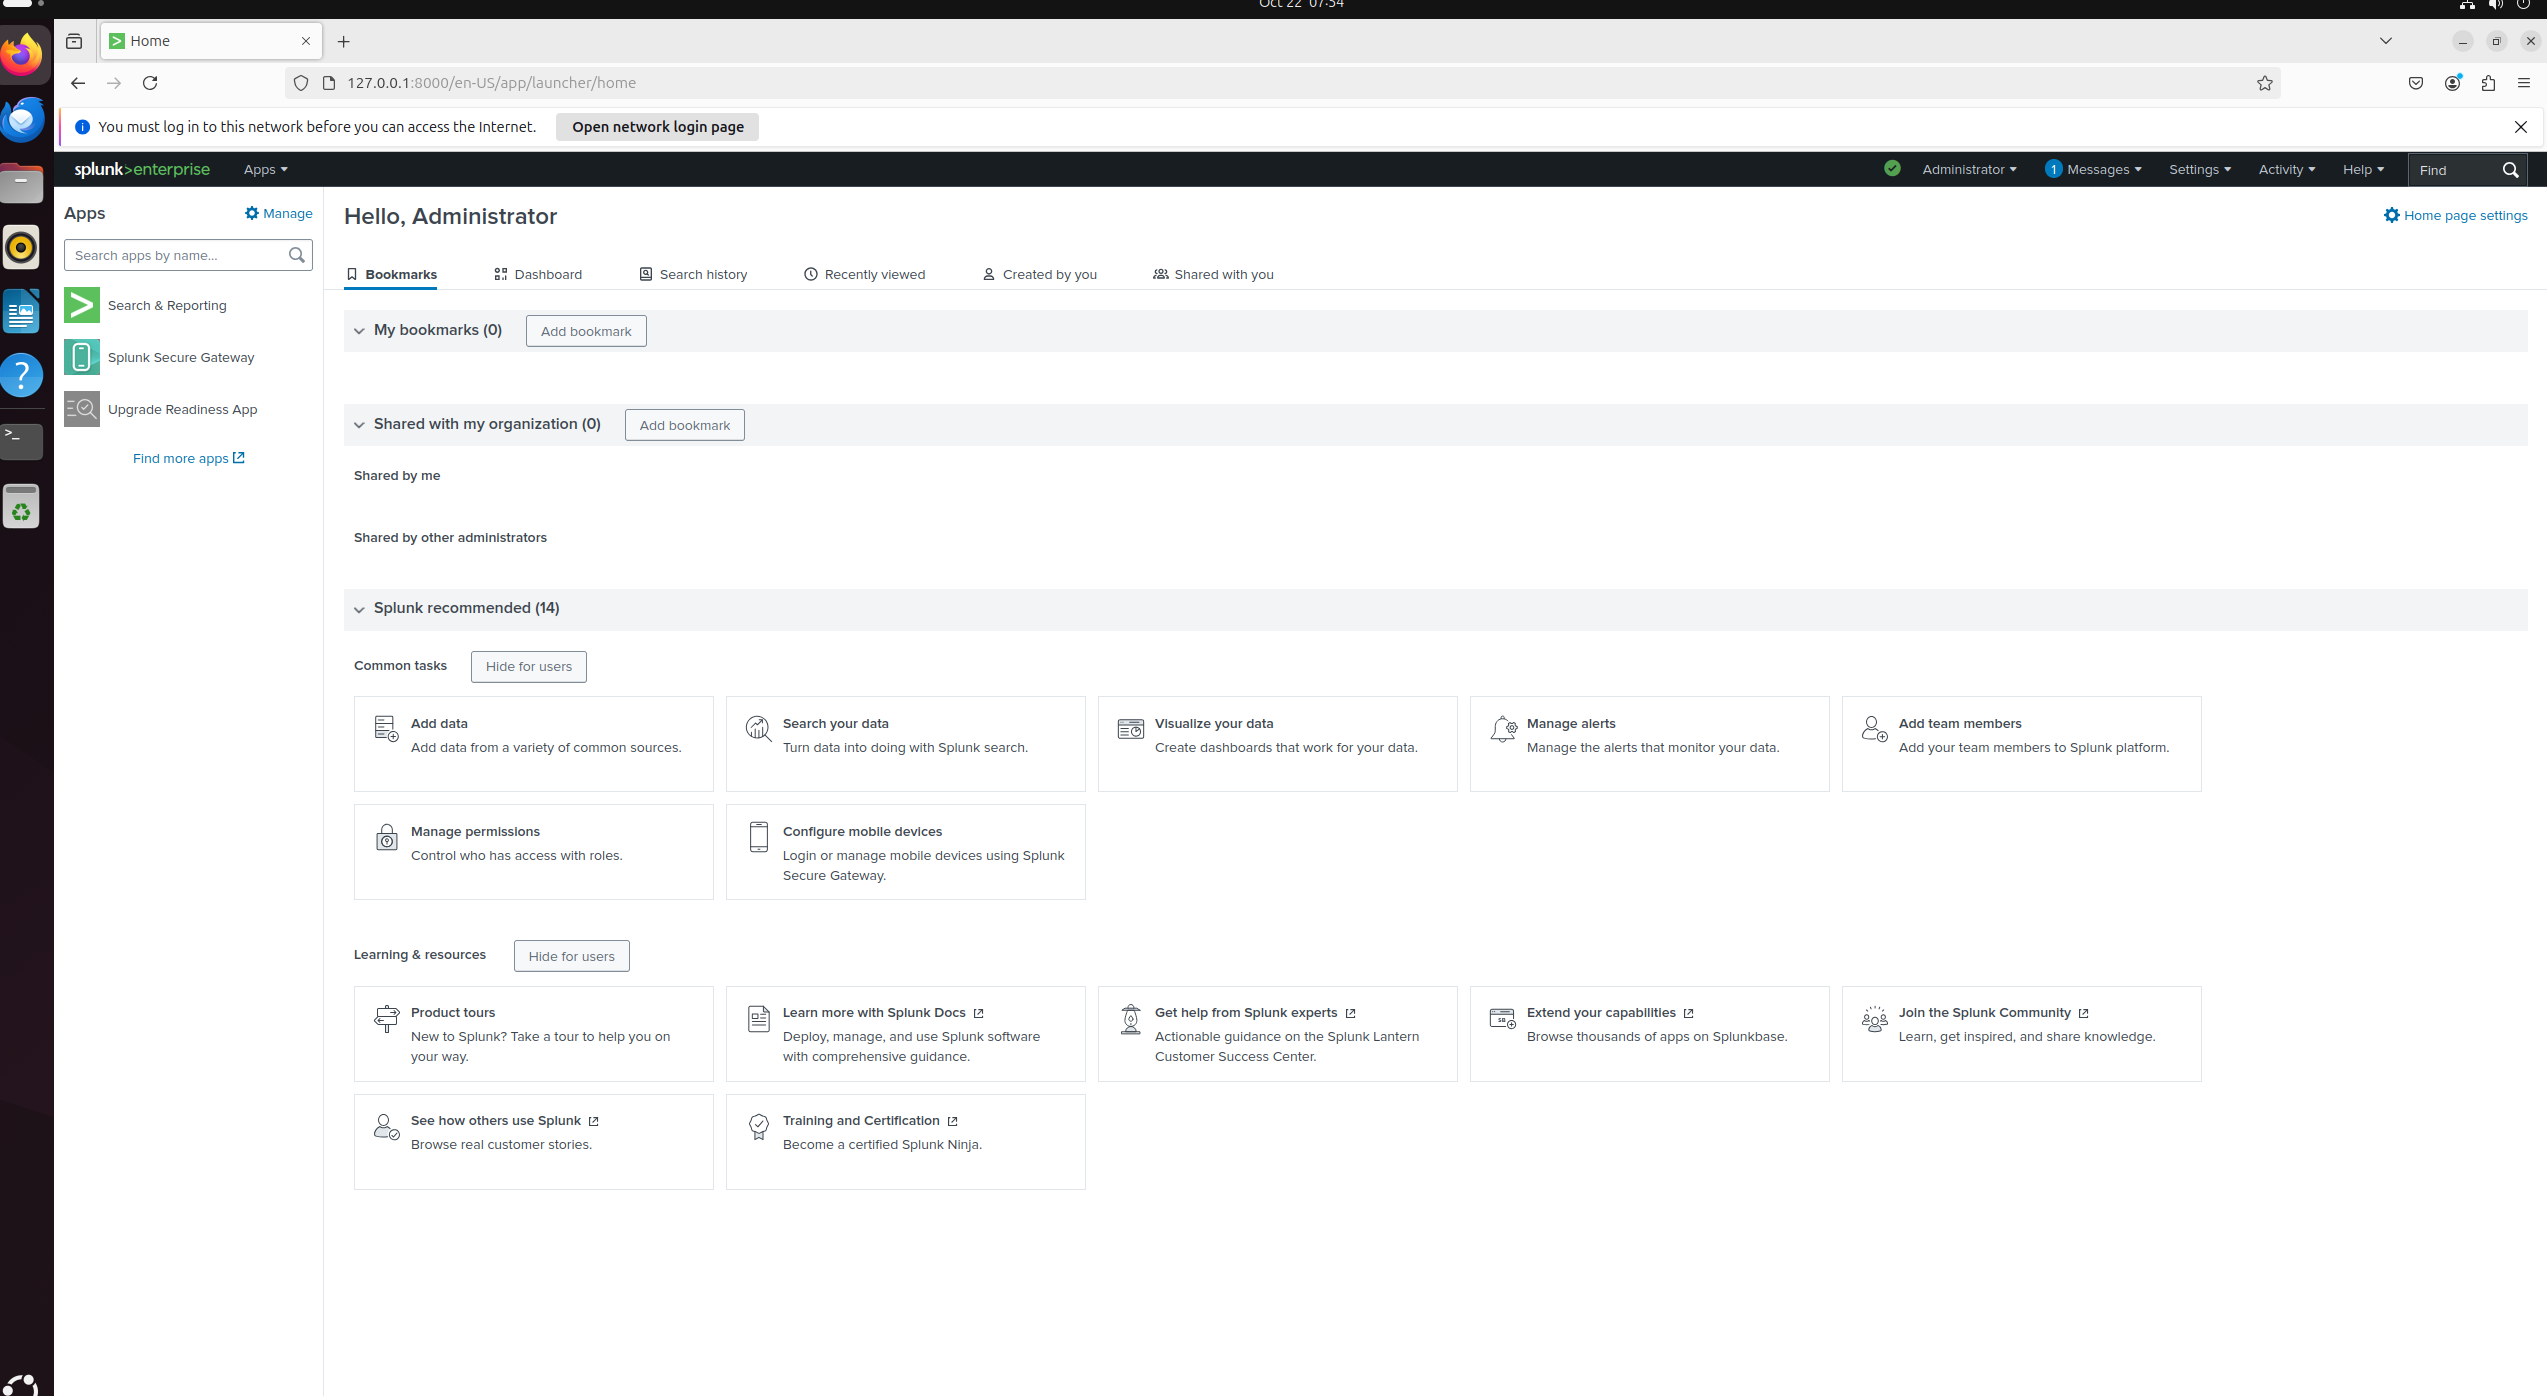 Oct 22 07:54
Home
127.0.0.1:8000/en-US/app/launcher/home
You must log in to this network before you can access the Internet. Open network login page
splunk>enterprise Apps Administrator 1 Messages Settings Activity Help Find
Apps Manage
Search apps by name...
Search & Reporting
Splunk Secure Gateway
Upgrade Readiness App
Find more apps
Hello, Administrator
Home page settings
Bookmarks Dashboard Search history Recently viewed Created by you Shared with you
My bookmarks (0) Add bookmark
Shared with my organization (0) Add bookmark
Shared by me
Shared by other administrators
Splunk recommended (14)
Common tasks Hide for users
Add data
Add data from a variety of common sources.
Search your data
Turn data into doing with Splunk search.
Visualize your data
Create dashboards that work for your data.
Manage alerts
Manage the alerts that monitor your data.
Add team members
Add your team members to Splunk platform.
Manage permissions
Control who has access with roles.
Configure mobile devices
Login or manage mobile devices using Splunk
Secure Gateway.
Learning & resources Hide for users
Product tours
New to Splunk? Take a tour to help you on
your way.
Learn more with Splunk Docs
Deploy, manage, and use Splunk software
with comprehensive guidance.
Get help from Splunk experts
Actionable guidance on the Splunk Lantern
Customer Success Center.
Extend your capabilities
Browse thousands of apps on Splunkbase.
Join the Splunk Community
Learn, get inspired, and share knowledge.
See how others use Splunk
Browse real customer stories.
Training and Certification
Become a certified Splunk Ninja.